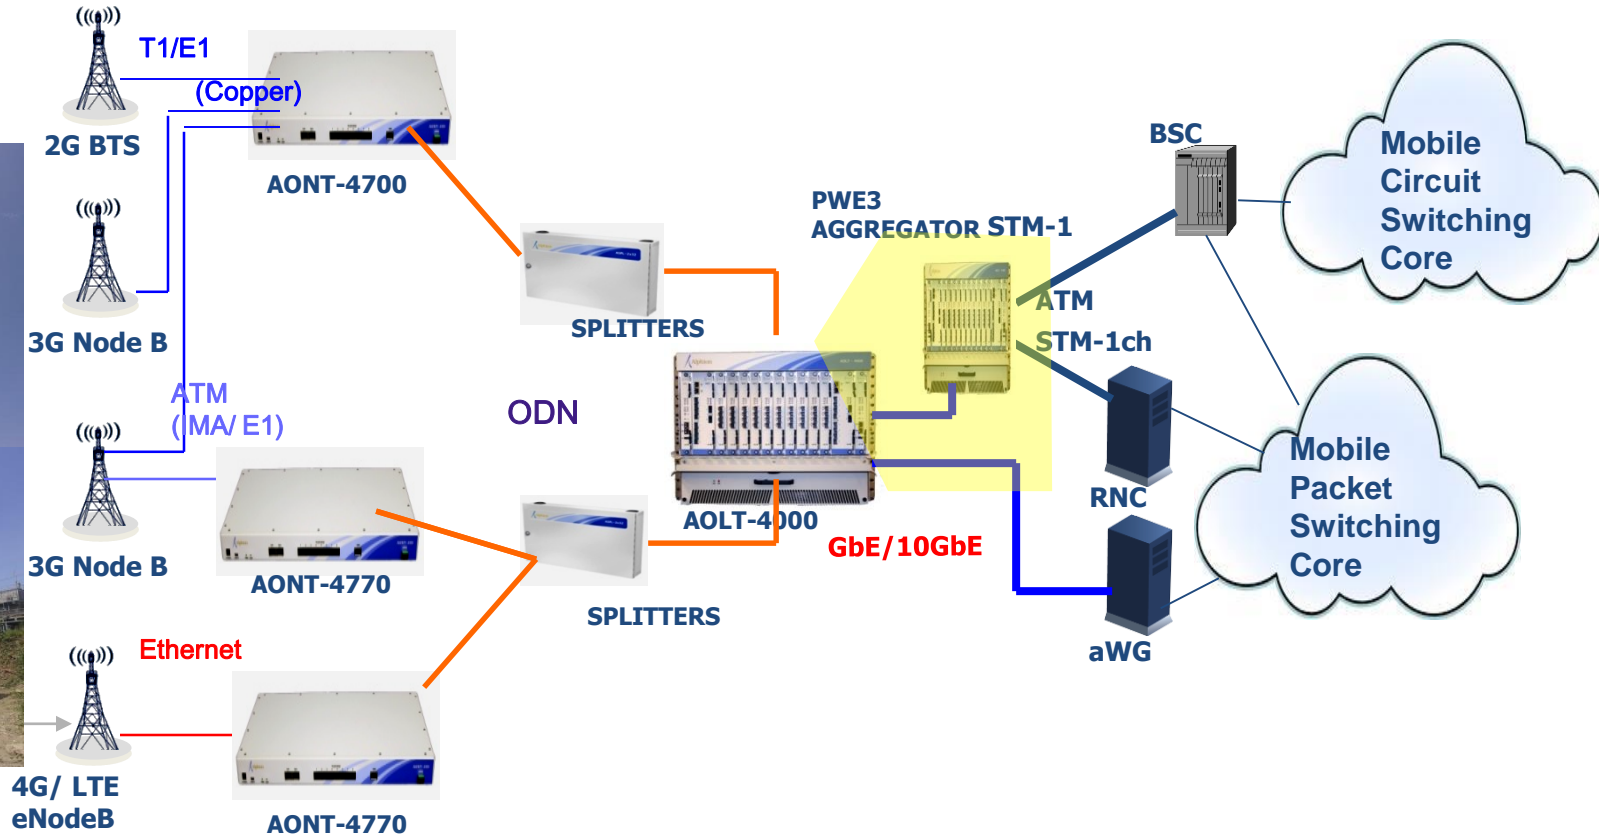 T1/E1
(Copper)
2G BTS
AONT-4700
3G Node B
ATM
(IMA/ E1)
3G Node B
AONT-4770
Ethernet
4G/ LTE
eNodeB
AONT-4770
SPLITTERS
ODN
SPLITTERS
AOLT-4000
PWE3
AGGREGATOR STM-1
ATM
STM-1ch
GbE/10GbE
BSC
RNC
aWG
Mobile
Circuit
Switching
Core
Mobile
Packet
Switching
Core